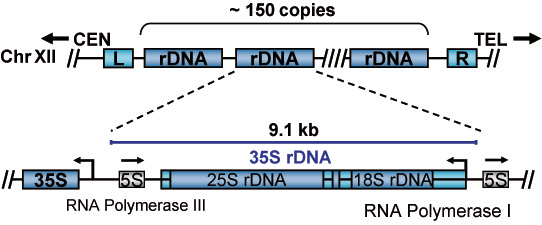 ~ 150 copies
CEN
TEL
Chr XII
L
rDNA
rDNA
rDNA
R
9.1 kb
35S rDNA
35S
5S
25S rDNA
18S rDNA
5S
RNA Polymerase III
RNA Polymerase I